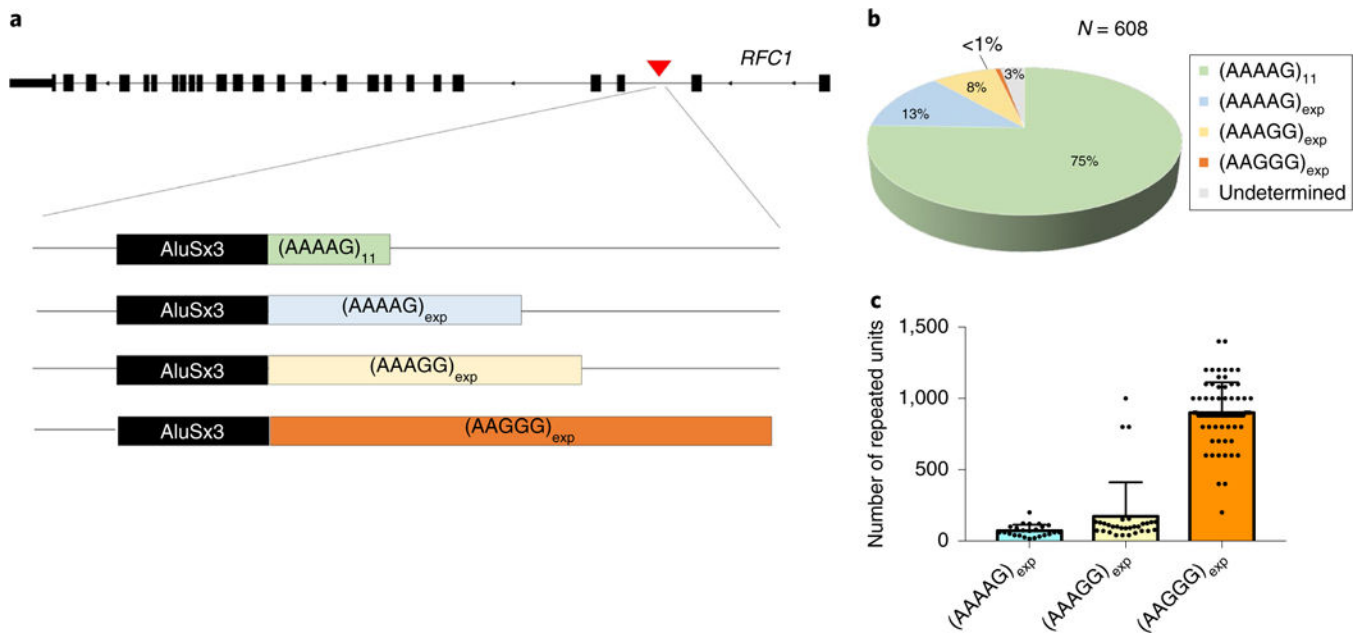 a
RFC1
AluSx3 (AAAAG)11
AluSx3 (AAAAG)exp
AluSx3 (AAAGG)exp
AluSx3 (AAGGG)exp
b
N = 608
<1%
3%
8%
13%
75%
(AAAAG)11
(AAAAG)exp
(AAAGG)exp
(AAGGG)exp
Undetermined
c
Number of repeated units
1,500
1,000
500
0
(AAAAG)exp
(AAAGG)exp
(AAGGG)exp